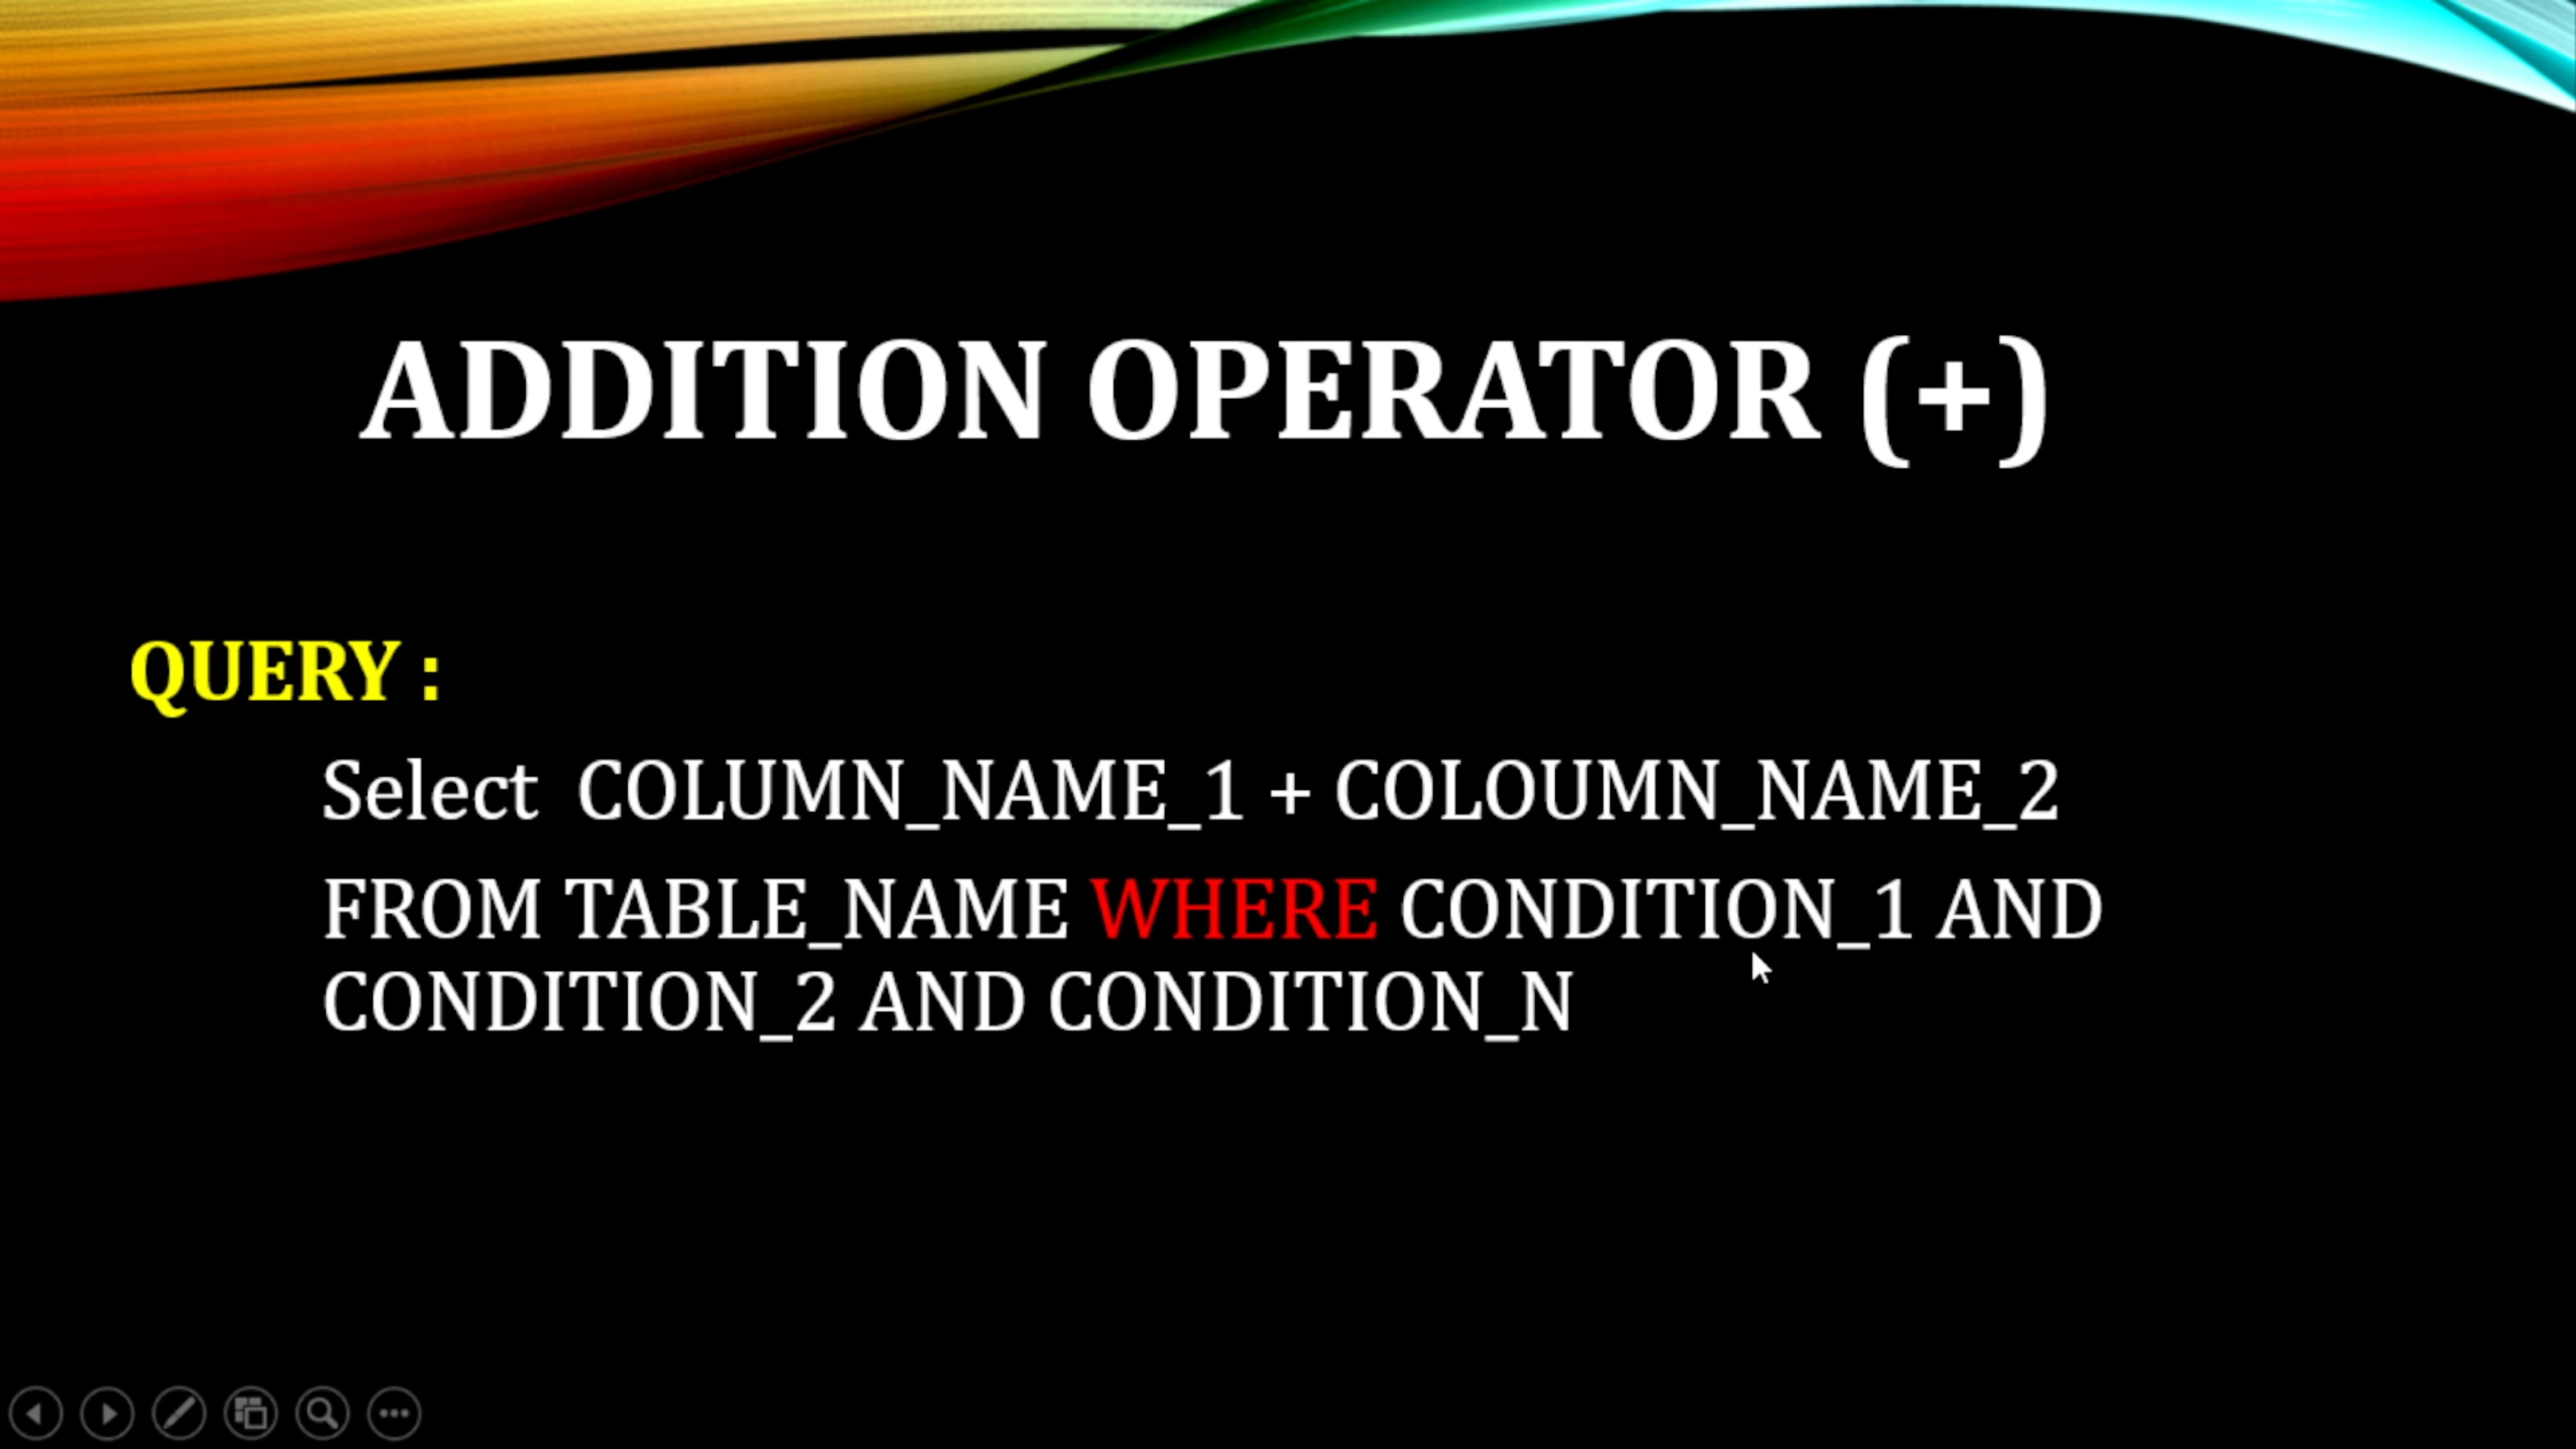 ADDITION OPERATOR (+)
QUERY :
Select COLUMN_NAME_1 + COLOUMN_NAME_2
FROM TABLE_NAME WHERE CONDITION_1 AND
CONDITION_2 AND CONDITION_N